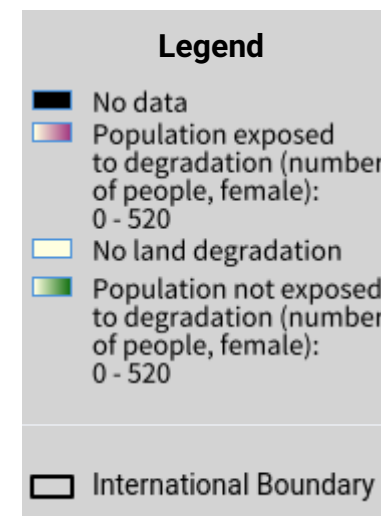 Legend
No data
Population exposed
to degradation (number
of people, female):
0 - 520
No land degradation
Population not exposed
to degradation (number
of people, female):
0 - 520
International Boundary